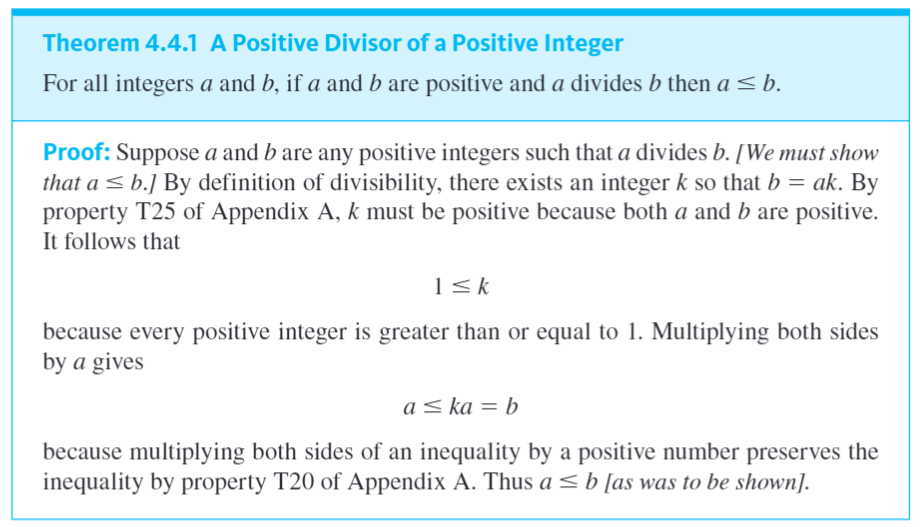 Theorem 4.4.1 A Positive Divisor of a Positive Integer
For all integers a and b, if a and b are positive and a divides b then a ≤ b.
Proof: Suppose a and b are any positive integers such that a divides b. [We must show
that a ≤ b.] By definition of divisibility, there exists an integer k so that b = ak. By
property T25 of Appendix A, k must be positive because both a and b are positive.
It follows that
1 ≤ k
because every positive integer is greater than or equal to 1. Multiplying both sides
by a gives
a ≤ ka = b
because multiplying both sides of an inequality by a positive number preserves the
inequality by property T20 of Appendix A. Thus a ≤ b [as was to be shown].